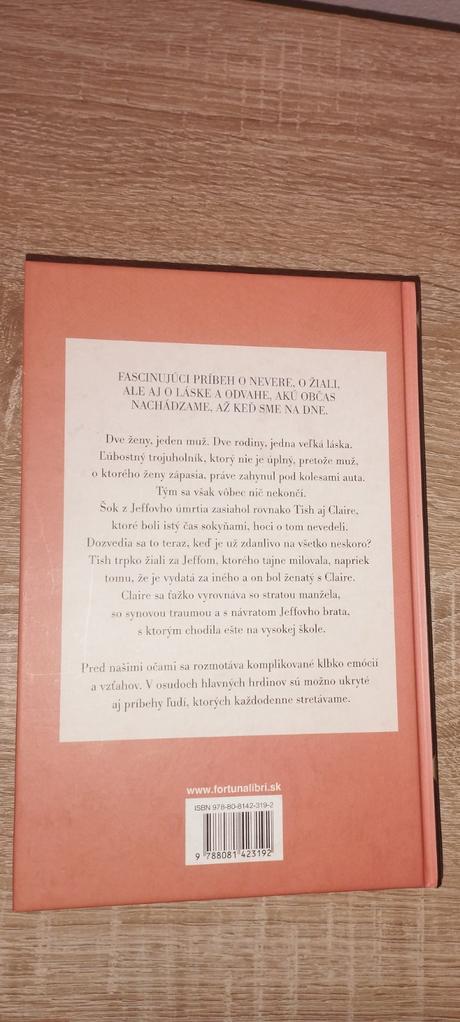 FASCINUJÚCI PRÍBEH O NEVERE, O ŽIALI,
ALE AJ O LÁSKE A ODVAHE, AKÚ OBČAS
NACHÁDZAME, AŽ KEĎ SME NA DNE.
Dve ženy, jeden muž. Dve rodiny, jedna veľká láska.
Ľúbostný trojuholník, ktorý nie je úplný, pretože muž,
o ktorého ženy zápasia, práve zahynul pod kolesami auta.
Tým sa však vôbec nič nekončí.
Šok z Jeffovho úmrtia zasiahol rovnako Tish aj Claire,
ktoré boli istý čas sokyňami, hoci o tom nevedeli.
Dozvedia sa to teraz, keď je už zdanlivo na všetko neskoro?
Tish trpko žiali za Jeffom, ktorého tajne milovala, napriek
tomu, že je vydatá za iného a on bol ženatý s Claire.
Claire sa ťažko vyrovnáva so stratou manžela,
so synovou traumou a s návratom Jeffovho brata,
s ktorým chodila ešte na vysokej škole.
Pred našimi očami sa rozmotáva komplikované klbko emócií
a vzťahov. V osudoch hlavných hrdinov sú možno ukryté
aj príbehy ľudí, ktorých každodenne stretávame.
www.fortunalibri.sk
ISBN 978-80-8142-319-2
9 788081 423192